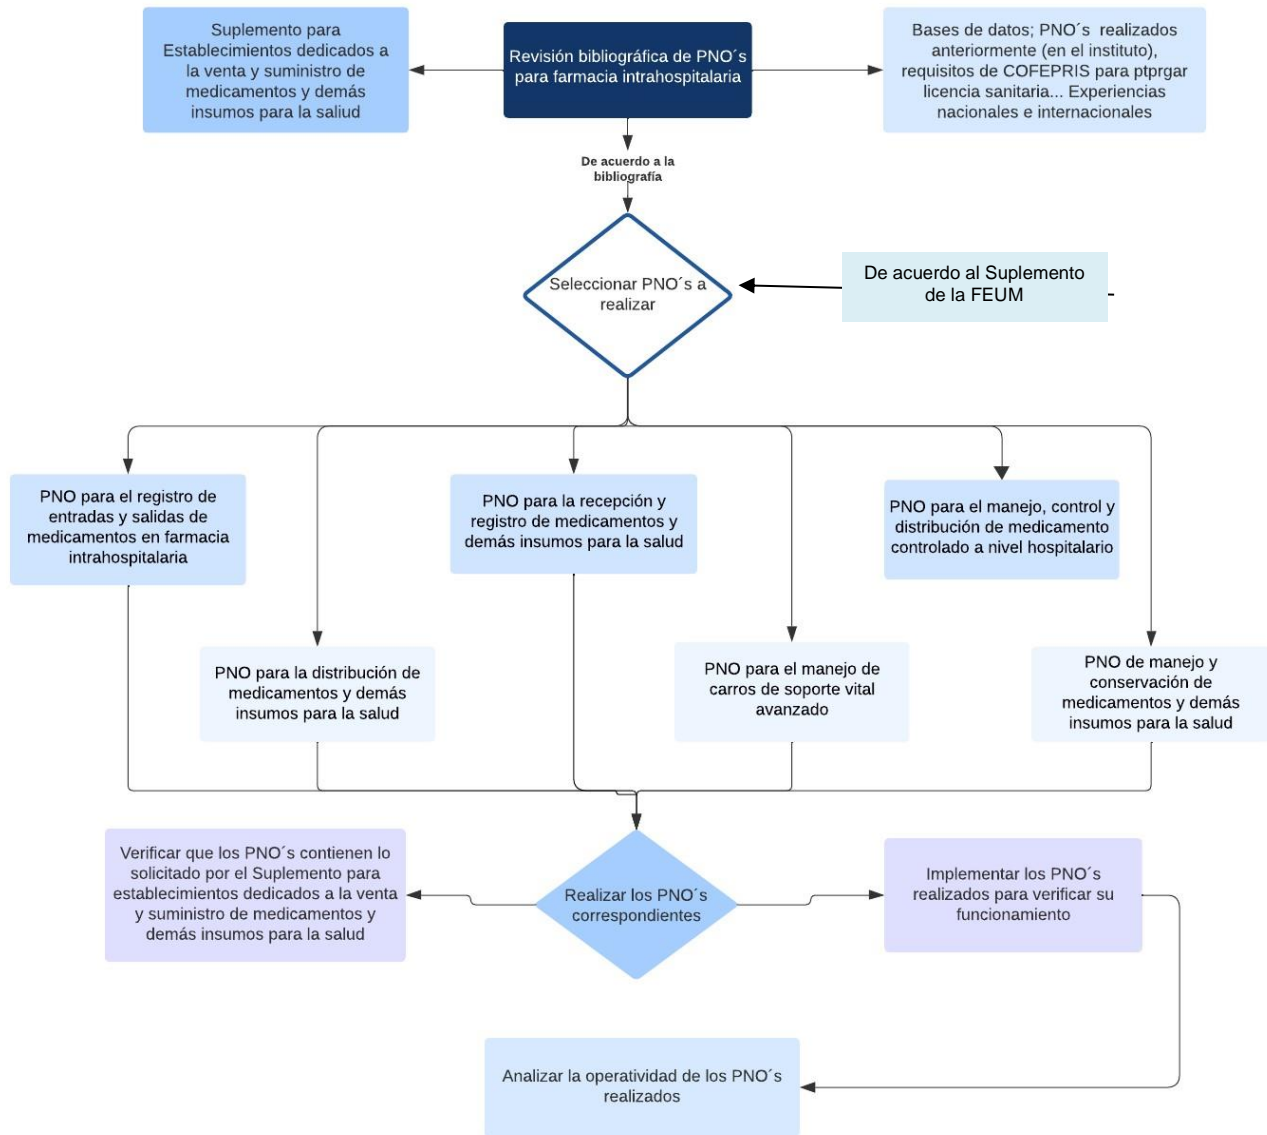 Suplemento para
Establecimientos dedicados a
la venta y suministro de
medicamentos y demás
insumos para la saliud
Revisión bibliográfica de PNO´s
para farmacia intrahospitalaria
Bases de datos; PNO´s realizados
anteriormente (en el instituto),
requisitos de COFEPRIS para ptprgar
licencia sanitaria... Experiencias
nacionales e internacionales
De acuerdo a la
bibliografía
Seleccionar PNO´s a
realizar
De acuerdo al Suplemento
de la FEUM
PNO para el registro de
entradas y salidas de
medicamentos en farmacia
intrahospitalaria
PNO para la recepción y
registro de medicamentos y
demás insumos para la salud
PNO para el manejo, control y
distribución de medicamento
controlado a nivel hospitalario
PNO para la distribución de
medicamentos y demás
insumos para la salud
PNO para el manejo de
carros de soporte vital
avanzado
PNO de manejo y
conservación de
medicamentos y demás
insumos para la salud
Verificar que los PNO´s contienen lo
solicitado por el Suplemento para
establecimientos dedicados a la venta
y suministro de medicamentos y
demás insumos para la salud
Realizar los PNO´s
correspondientes
Implementar los PNO´s
realizados para verificar su
funcionamiento
Analizar la operatividad de los PNO´s
realizados